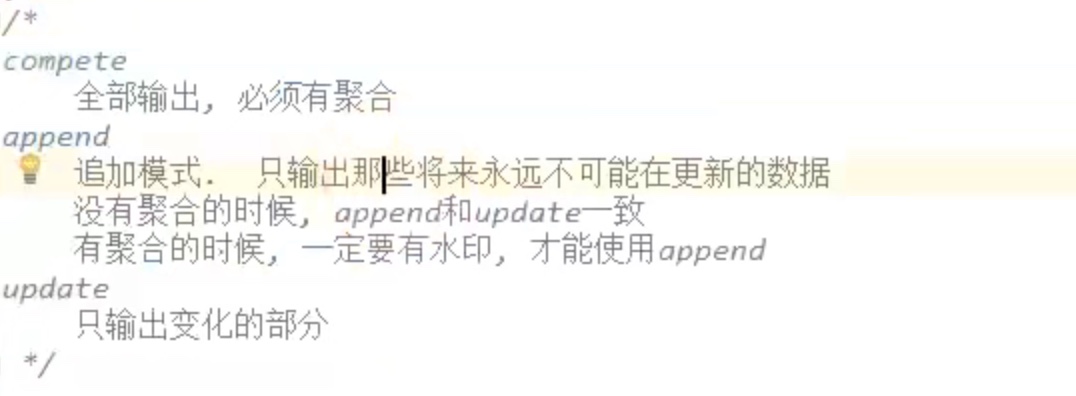 /*
compete
全部输出, 必须有聚合
append
追加模式. 只输出那些将来永远不可能在更新的数据
没有聚合的时候, append和update一致
有聚合的时候, 一定要有水印, 才能使用append
update
只输出变化的部分
*/